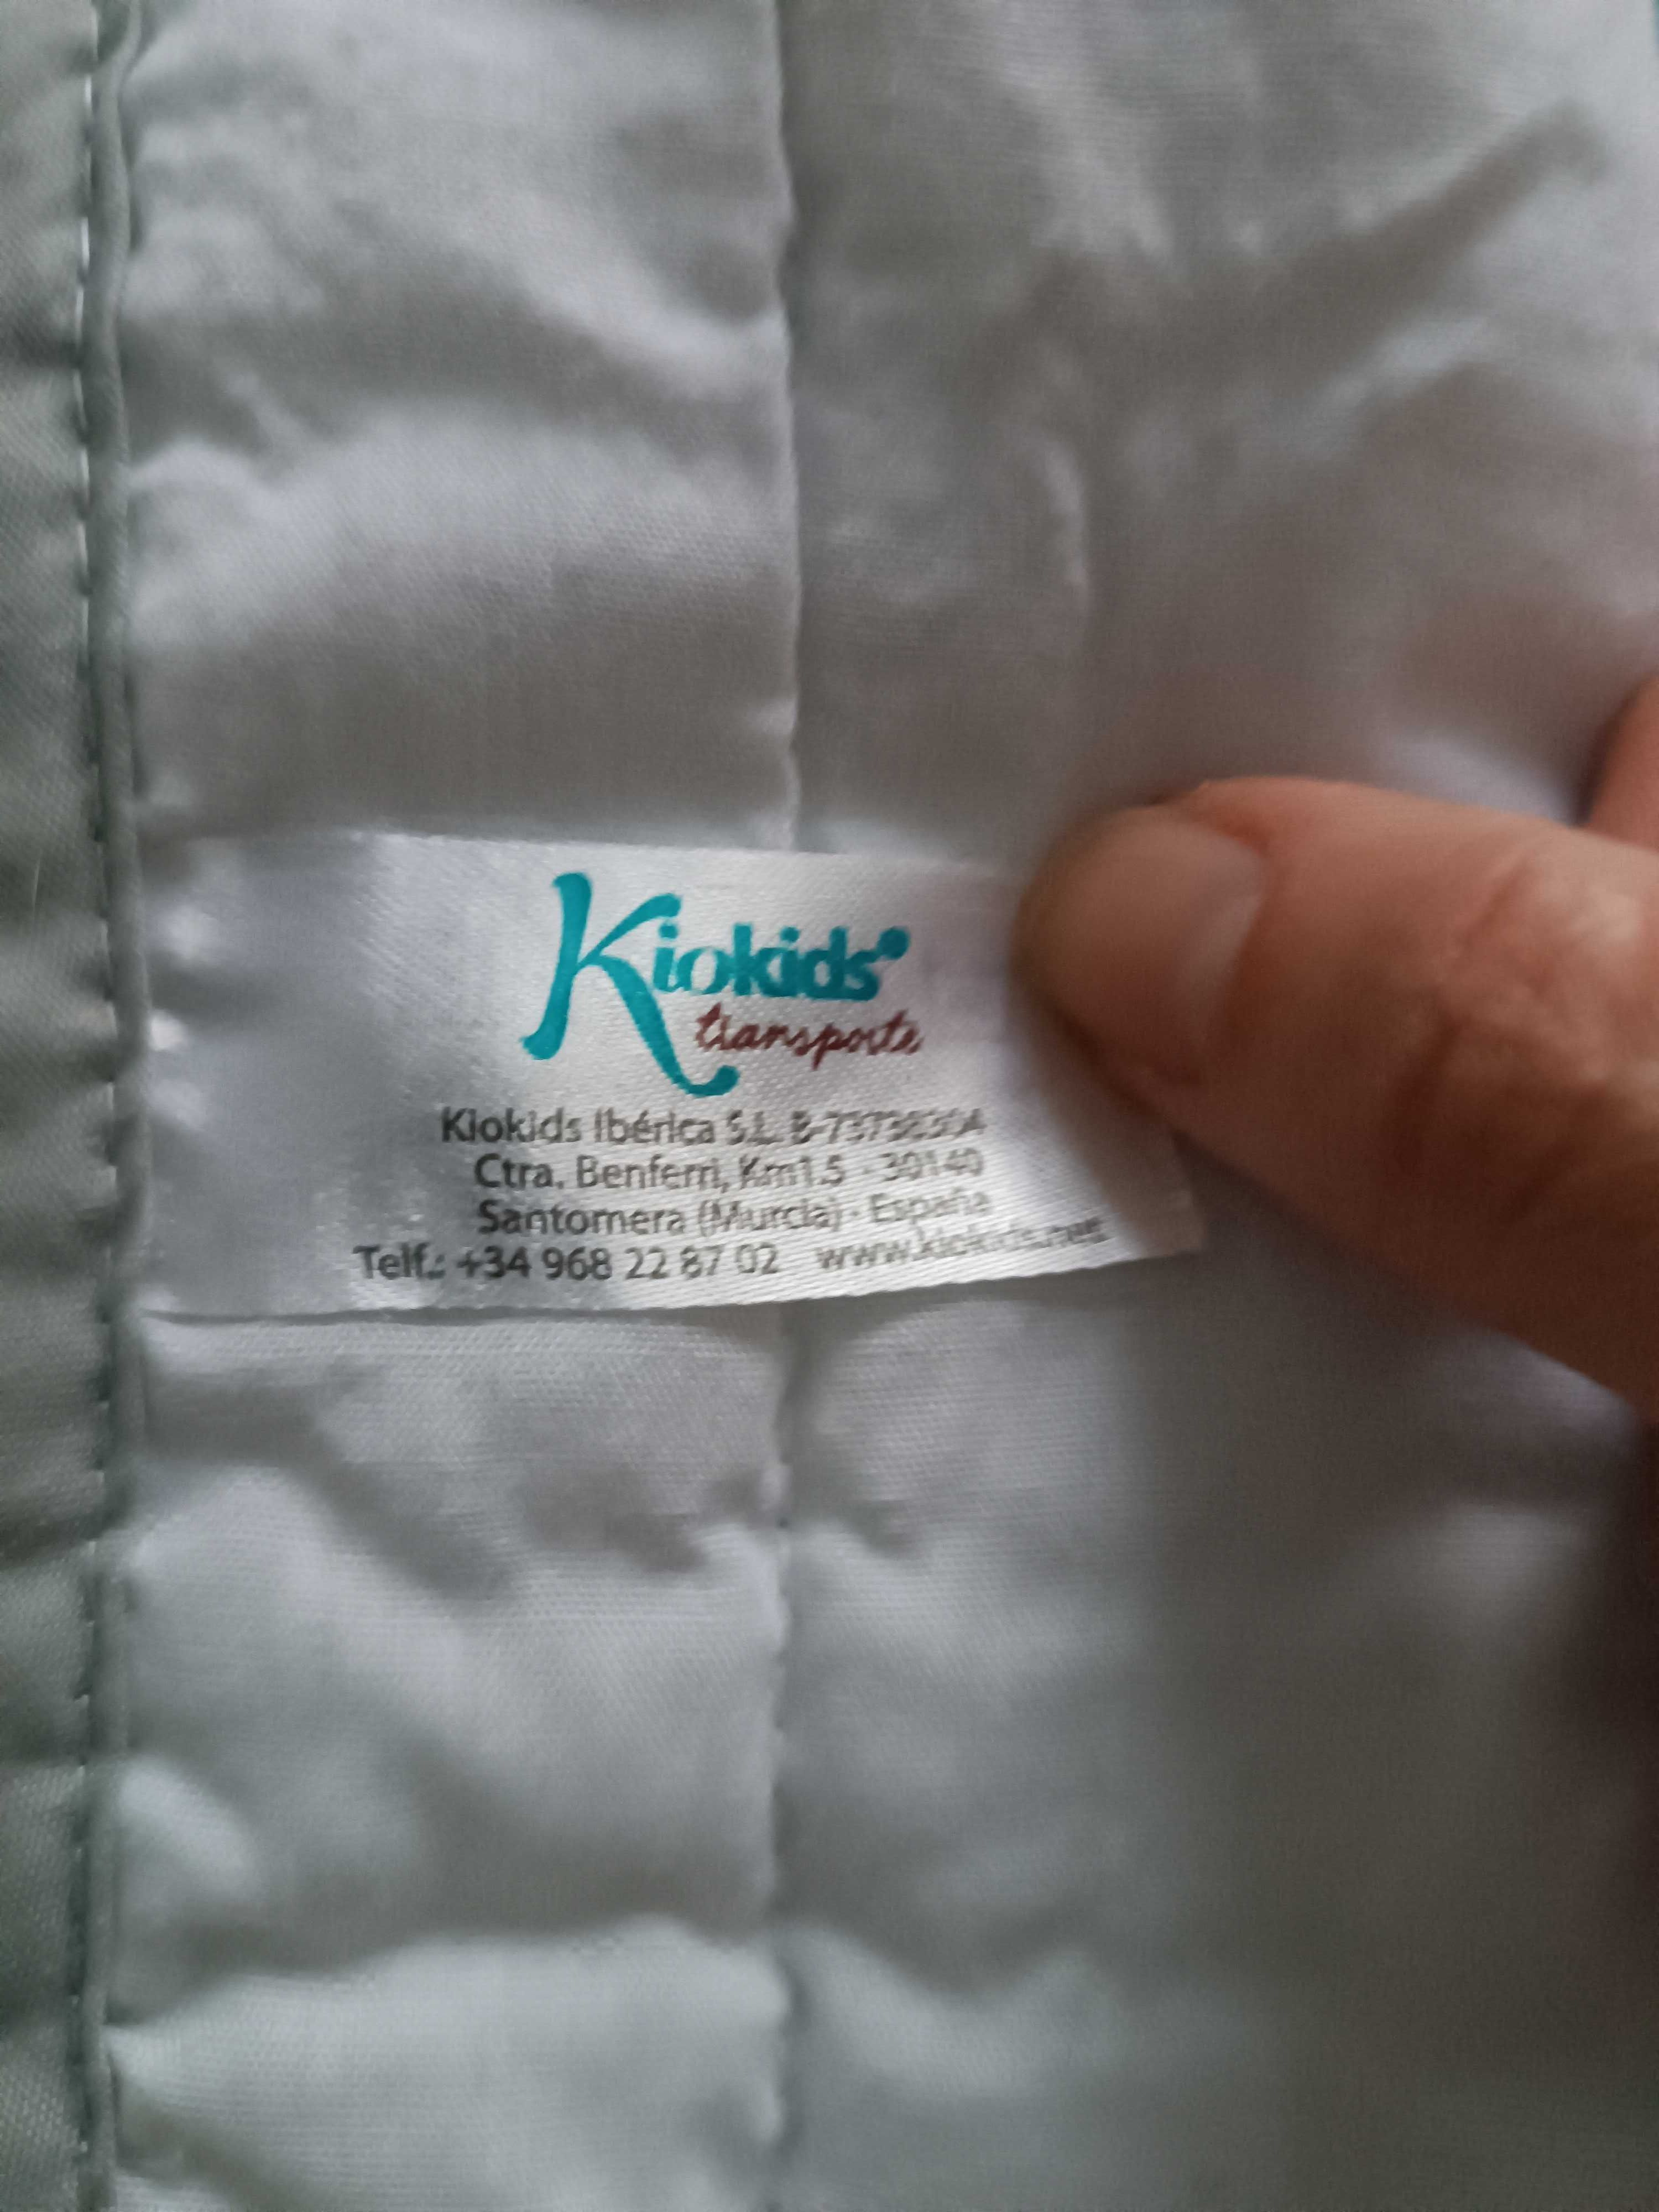 Kiokids®
transporte
Kiokids Ibérica S.L.
Ctra. Benferri, Km1.5 - 30140
Santomera (Murcia) - España
Telf.: +34 968 22 87 02 www.kiokids.net